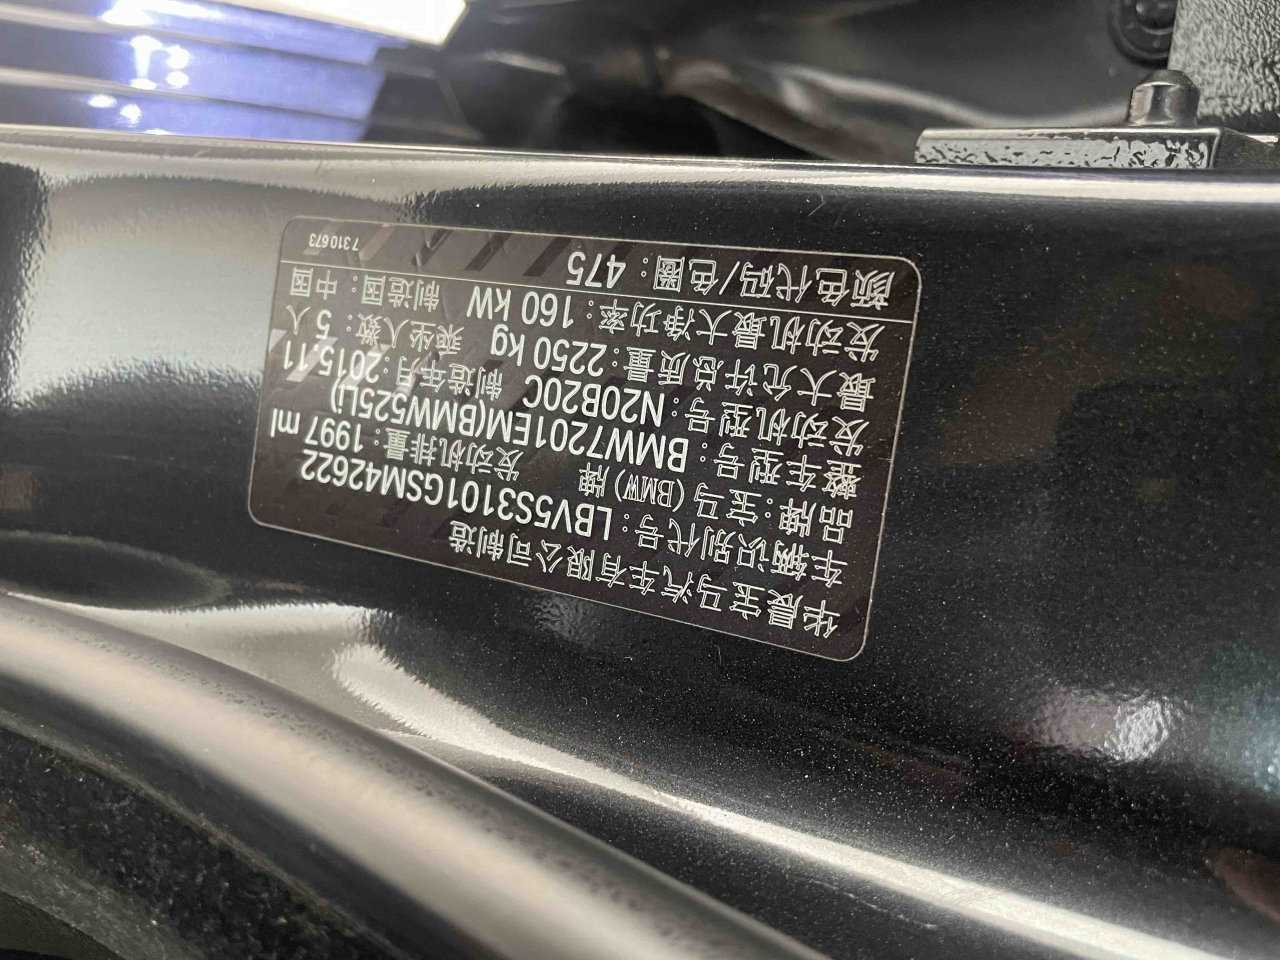 华晨宝马汽车有限公司制造
车辆识别代号：LBV5S3101GSM42622
品牌：宝马(BMW)牌 发动机排量：1997 ml
整车型号：BMW7201EM(BMW525Li)
发动机型号：N20B20C 制造年月：2015.11
最大允许总质量：2250 kg 乘坐人数：5 人
发动机最大净功率：160 kW 制造国：中国
颜色代码/色圈：475
7310673